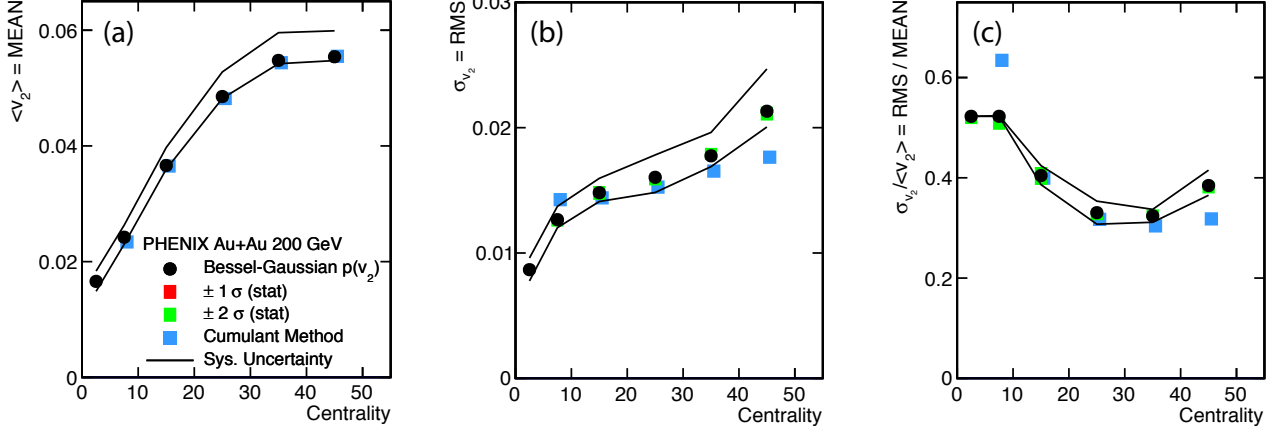 (a)
<v₂> = MEAN
0.06
0.04
0.02
0
PHENIX Au+Au 200 GeV
Bessel-Gaussian p(v₂)
± 1 σ (stat)
± 2 σ (stat)
Cumulant Method
Sys. Uncertainty
0 10 20 30 40 50
Centrality
(b)
σᵥ₂ = RMS
0.03
0.02
0.01
0
0 10 20 30 40 50
Centrality
(c)
σᵥ₂/<v₂> = RMS / MEAN
0.6
0.4
0.2
0
0 10 20 30 40 50
Centrality